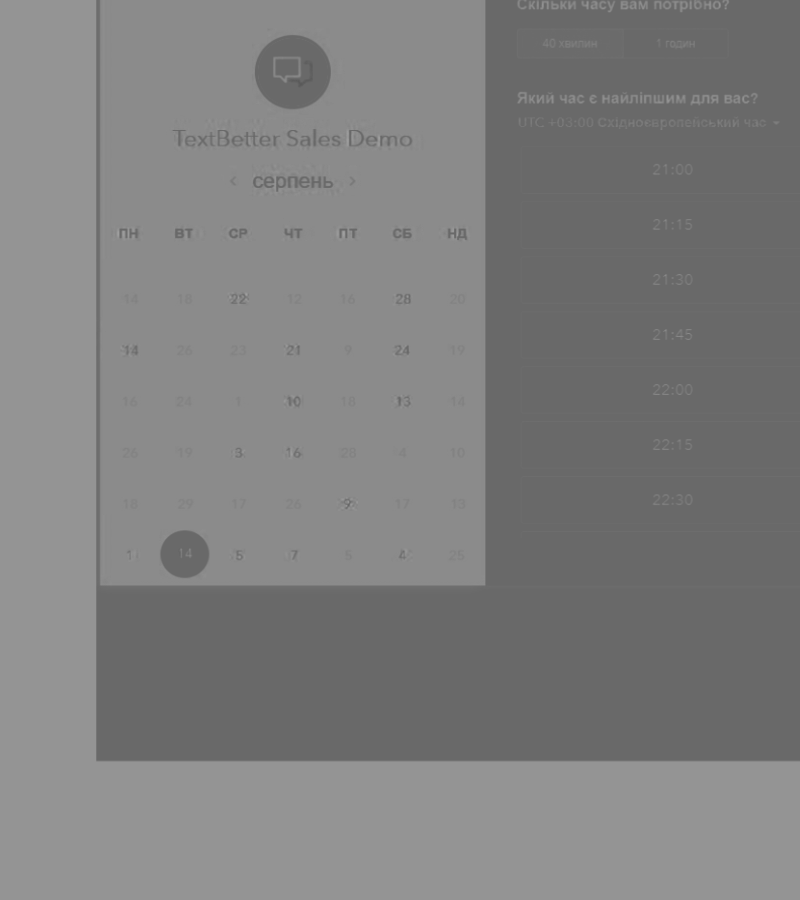 Скільки часу вам потрібно?
40 хвилин 1 годин
TextBetter Sales Demo
серпень
ПН ВТ СР ЧТ ПТ СБ НД
14 18 22 12 16 28 20
14 26 23 21 9 24 19
16 24 1 10 18 13 14
26 19 3 16 20 4 10
18 29 17 26 9 17 15
1 14 5 7 6 4 25
Який час є найліпшим для вас?
UTC +03:00 Східноєвропейський час
21:00
21:15
21:30
21:45
22:00
22:15
22:30